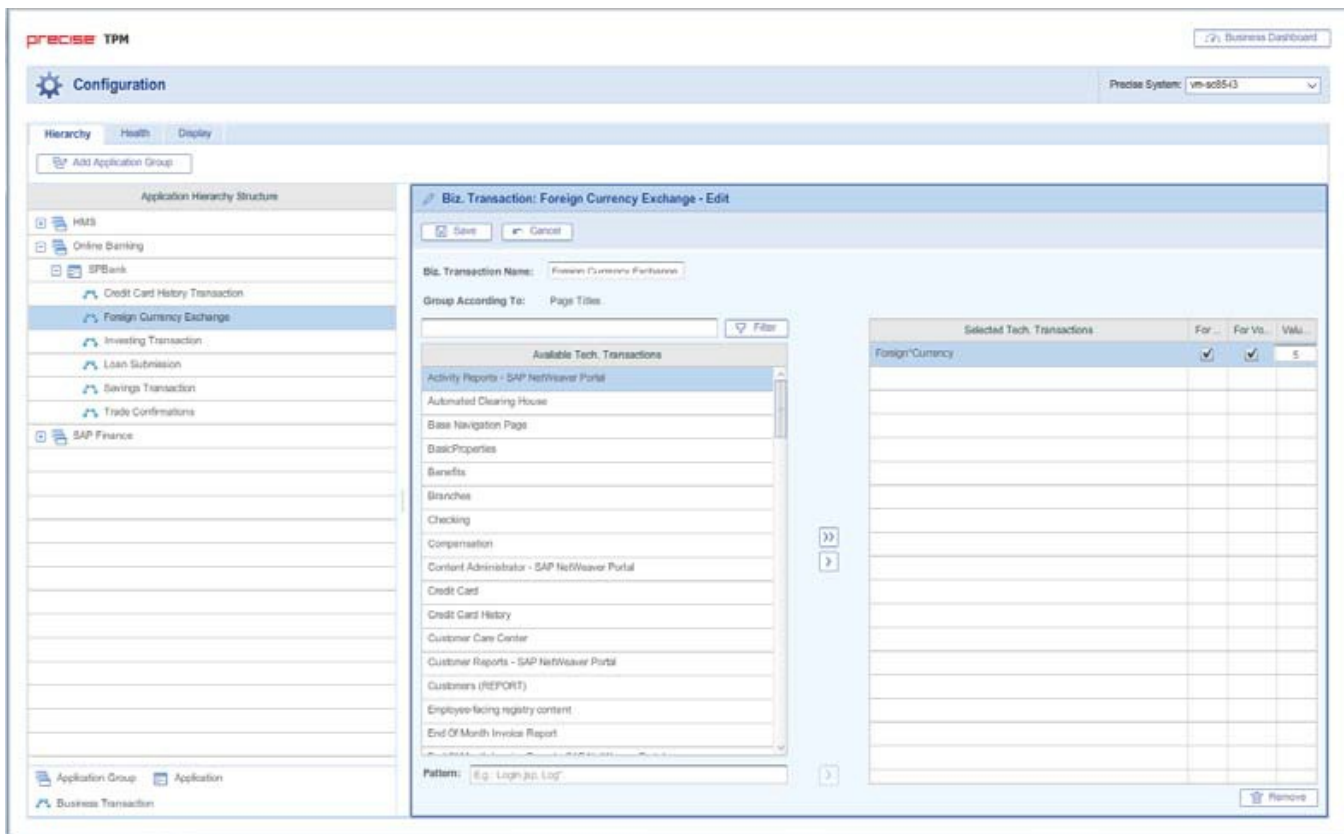 precise TPM
Business Dashboard
Configuration
Precise System:
Hierarchy Health Display
Add Application Group
Application Hierarchy Structure
HMS
Online Banking
SPBank
Credit Card History Transaction
Foreign Currency Exchange
Investing Transaction
Loan Submission
Savings Transaction
Trade Confirmations
SAP Finance
Application Group Application
Business Transaction
Biz. Transaction: Foreign Currency Exchange - Edit
Save Cancel
Biz. Transaction Name: Foreign Currency Exchange
Group According To: Page Titles
Filter
Available Tech. Transactions
Activity Reports - SAP NetWeaver Portal
Automated Clearing House
Base Navigation Page
BasicProperties
Benefits
Branches
Checking
Compensation
Content Administrator - SAP NetWeaver Portal
Credit Card
Credit Card History
Customer Care Center
Customer Reports - SAP NetWeaver Portal
Customers (REPORT)
Employee-facing registry content
End Of Month Invoice Report
Pattern: E.g.: Login.jsp, Log*
Selected Tech. Transactions For ... For Vo... Valu...
Foreign*Currency 5
Remove